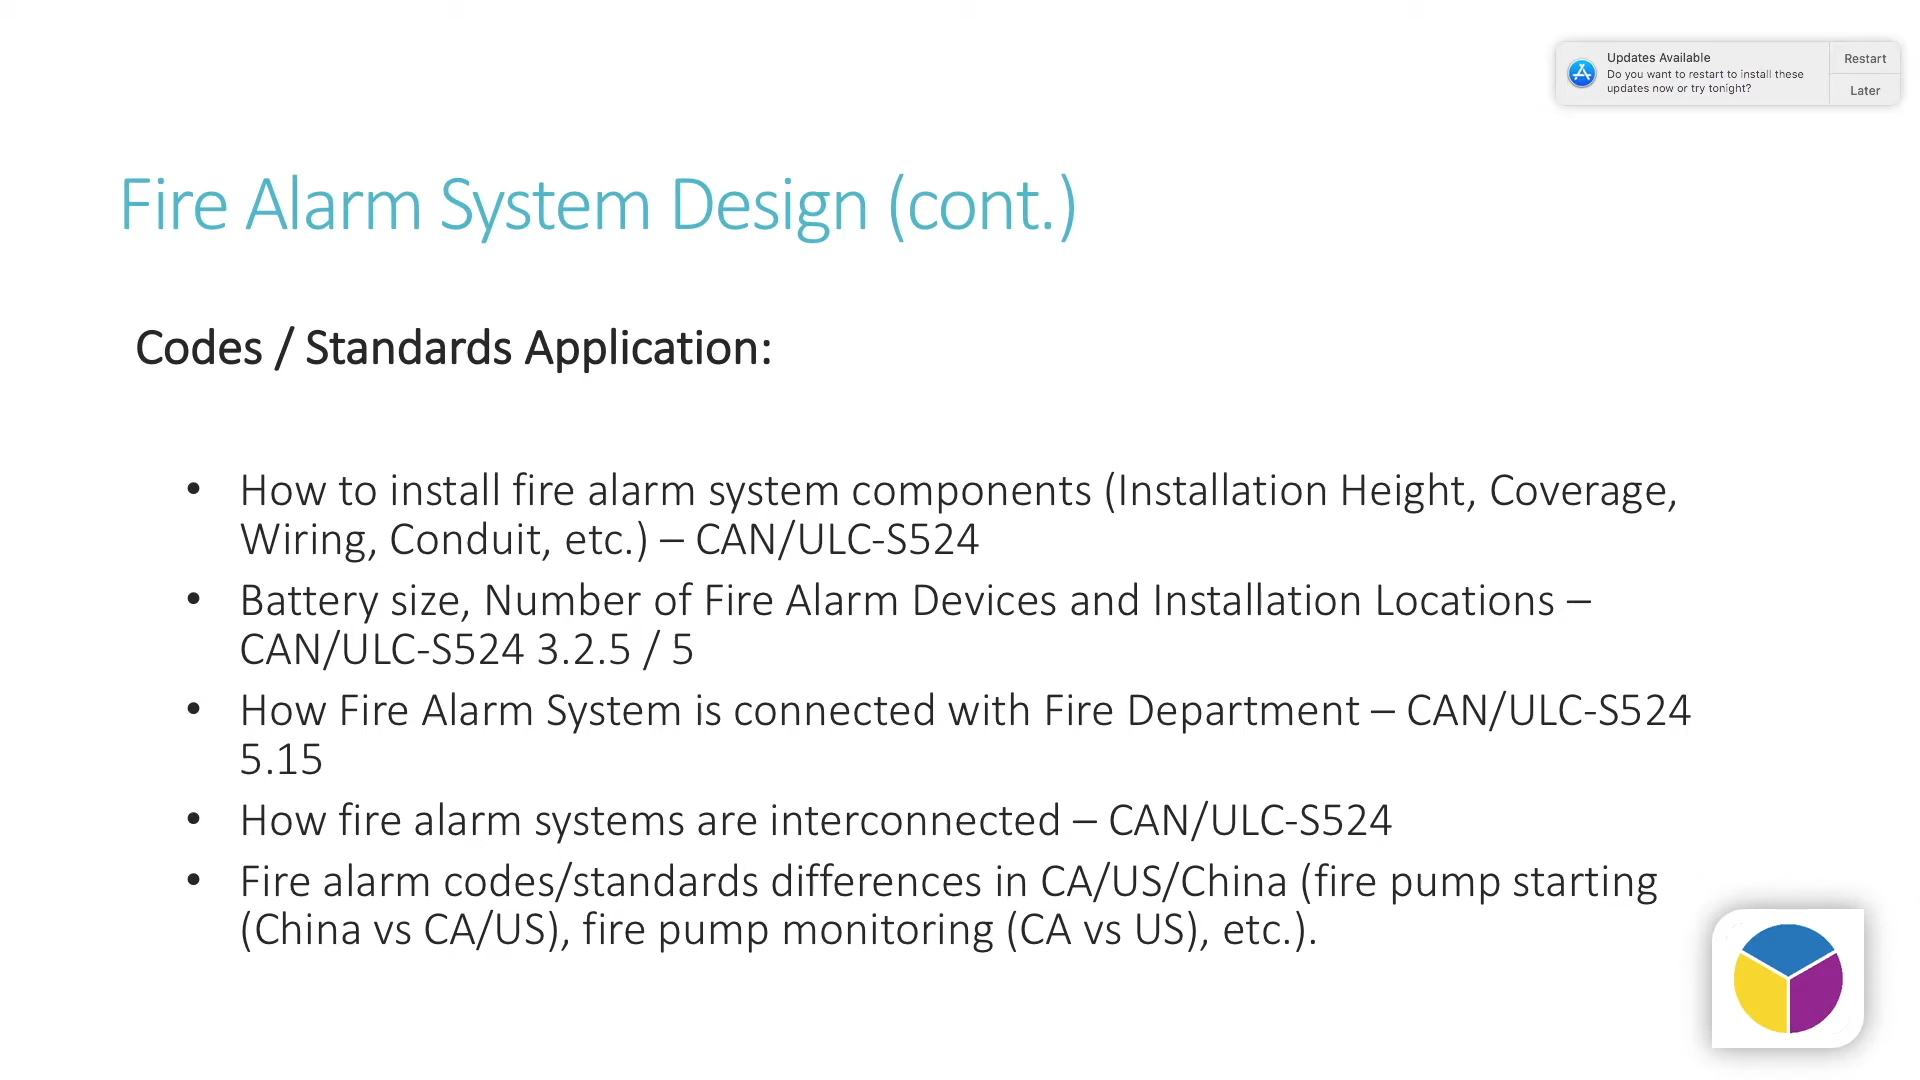 Updates Available
Do you want to restart to install these
updates now or try tonight?
Restart
Later
Fire Alarm System Design (cont.)
Codes / Standards Application:
• How to install fire alarm system components (Installation Height, Coverage,
Wiring, Conduit, etc.) – CAN/ULC-S524
• Battery size, Number of Fire Alarm Devices and Installation Locations –
CAN/ULC-S524 3.2.5 / 5
• How Fire Alarm System is connected with Fire Department – CAN/ULC-S524
5.15
• How fire alarm systems are interconnected – CAN/ULC-S524
• Fire alarm codes/standards differences in CA/US/China (fire pump starting
(China vs CA/US), fire pump monitoring (CA vs US), etc.).